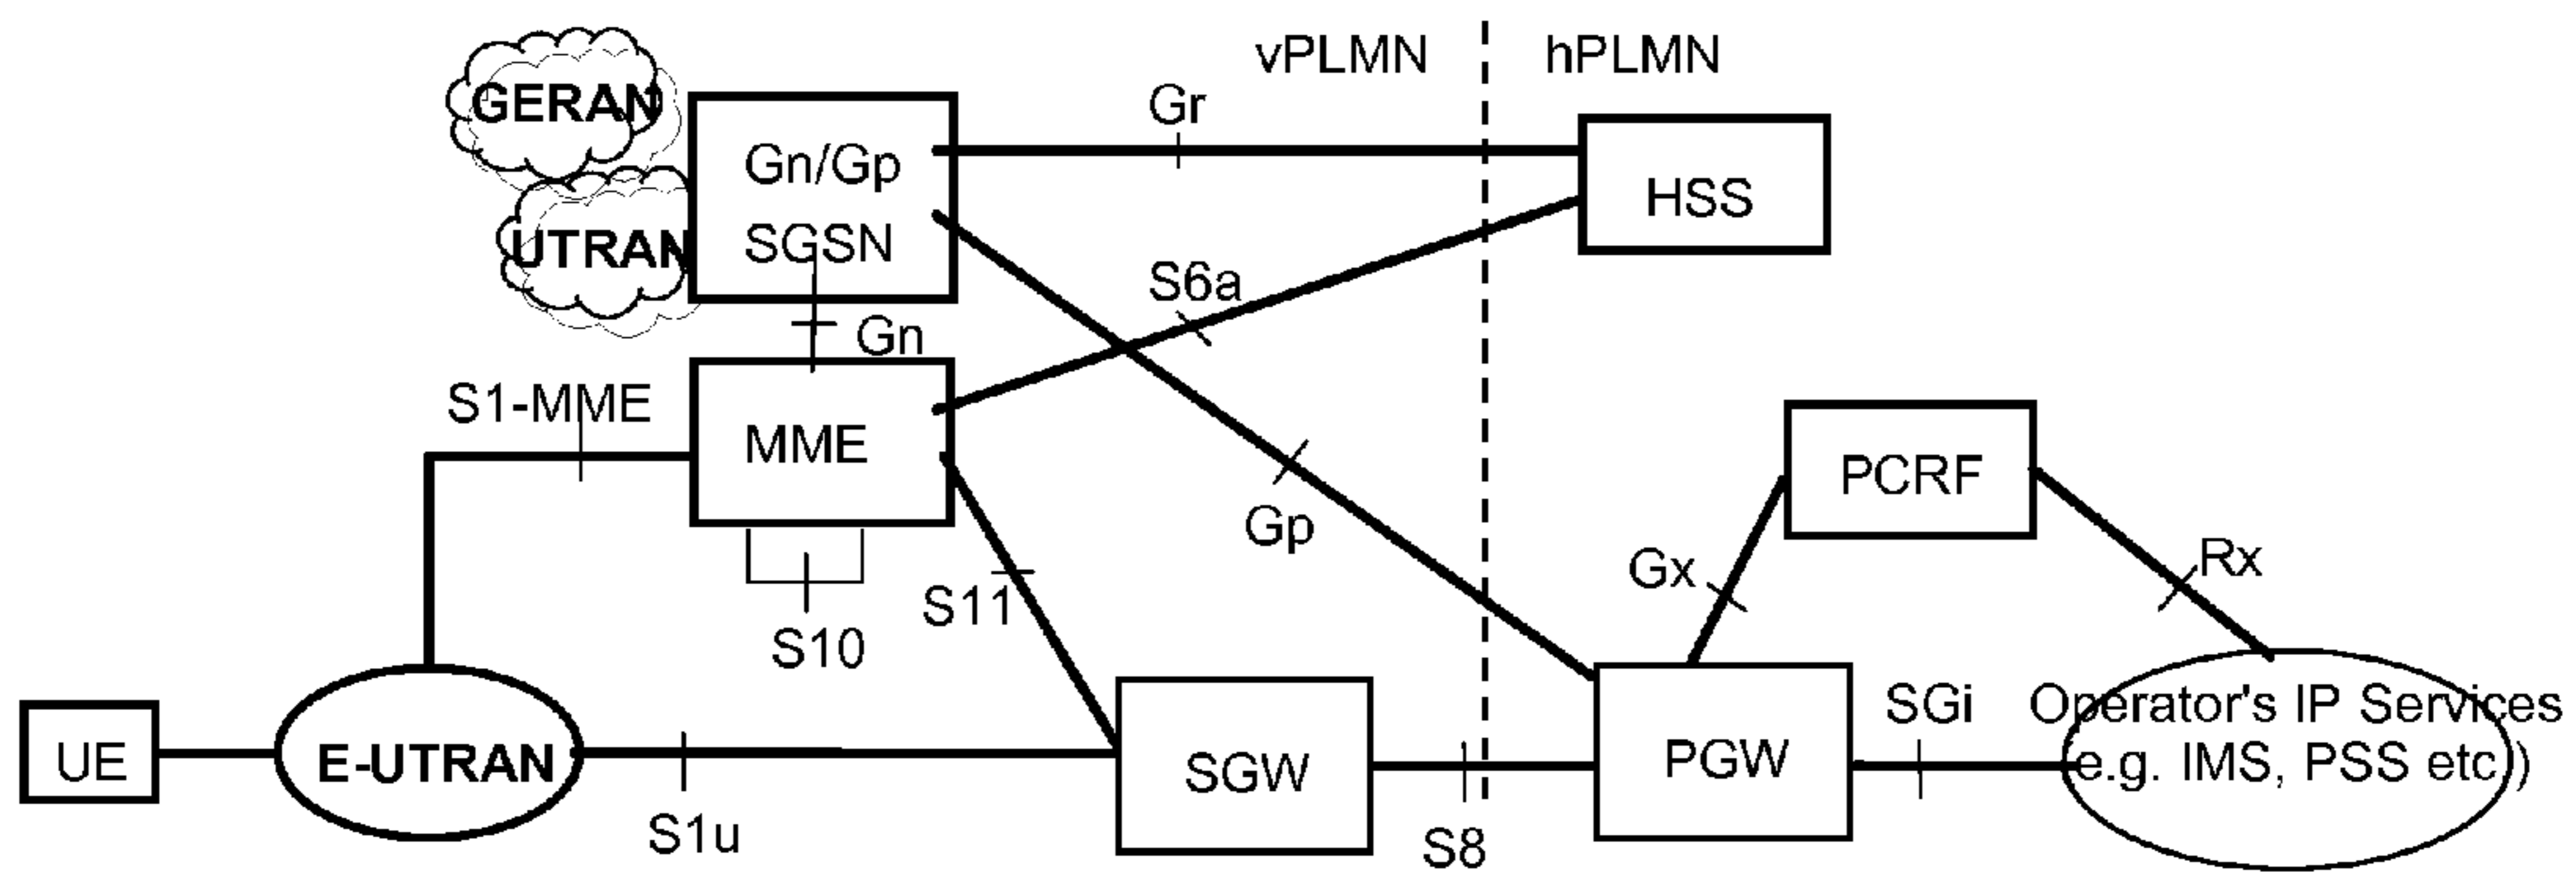 vPLMN
hPLMN
GERAN
Gr
Gn/Gp
SGSN
HSS
UTRAN
S6a
Gn
S1-MME
MME
PCRF
Gp
Gx
Rx
S11
S10
SGi
Operator's IP Services
e.g. IMS, PSS etc.)
UE
E-UTRAN
SGW
PGW
S1u
S8